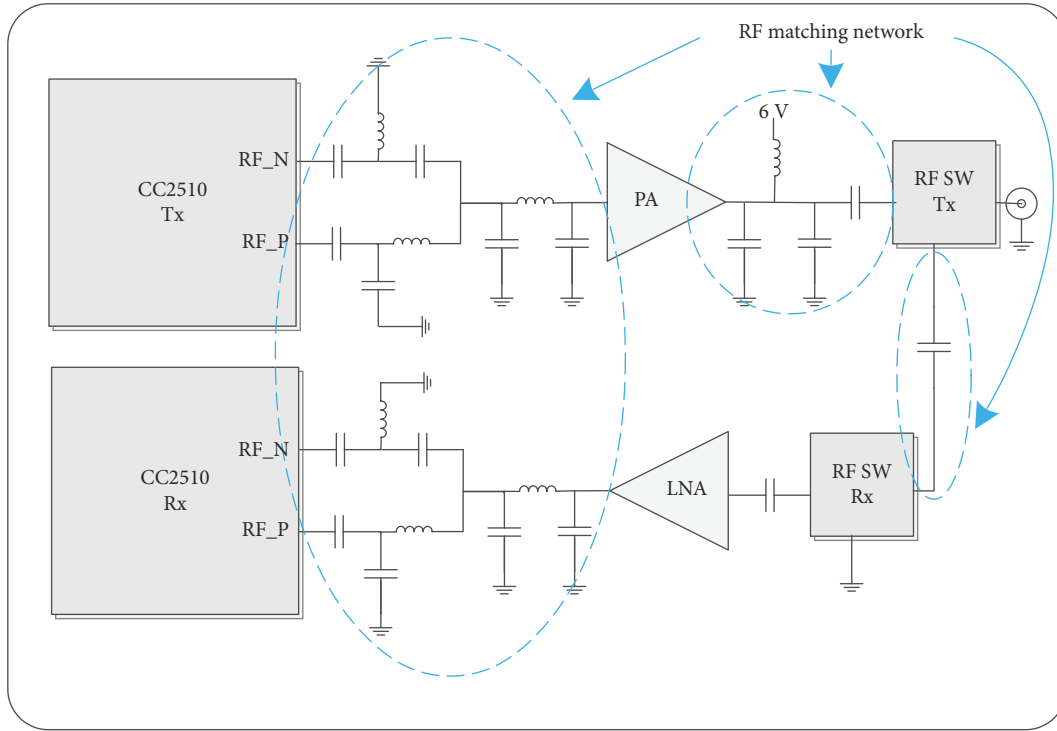 RF matching network
6 V
RF_N
CC2510
Tx
RF_P
PA
RF SW
Tx
RF_N
CC2510
Rx
RF_P
LNA
RF SW
Rx